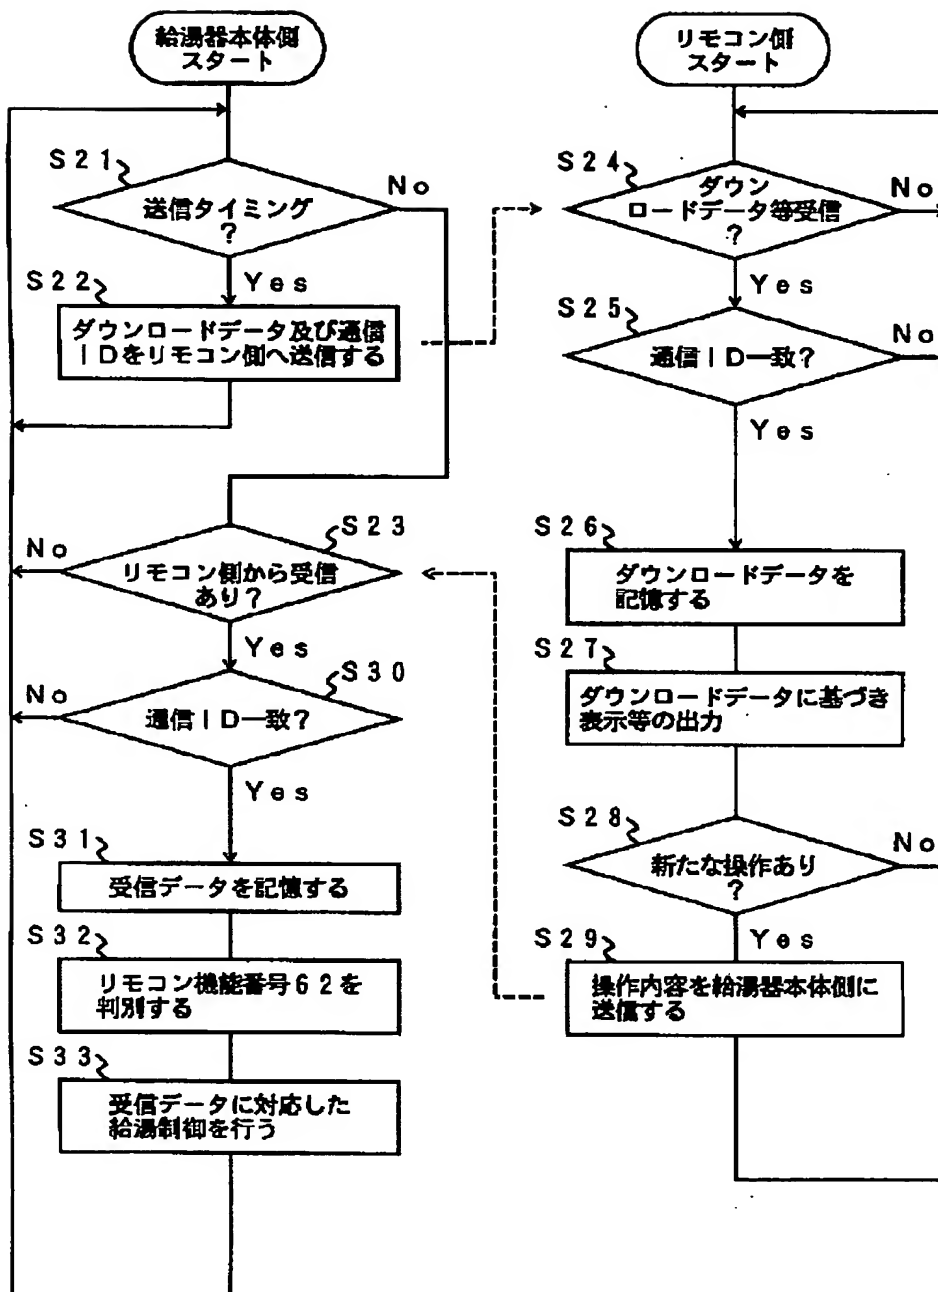 給湯器本体側
スタート
S21
送信タイミング
?
No
Yes
S22
ダウンロードデータ及び通信
IDをリモコン側へ送信する
S23
リモコン側から受信
あり?
No
Yes
S30
通信ID一致?
No
Yes
S31
受信データを記憶する
S32
リモコン機能番号62を
判別する
S33
受信データに対応した
給湯制御を行う
リモコン側
スタート
S24
ダウン
ロードデータ等受信
?
No
Yes
S25
通信ID一致?
No
Yes
S26
ダウンロードデータを
記憶する
S27
ダウンロードデータに基づき
表示等の出力
S28
新たな操作あり
?
No
Yes
S29
操作内容を給湯器本体側に
送信する